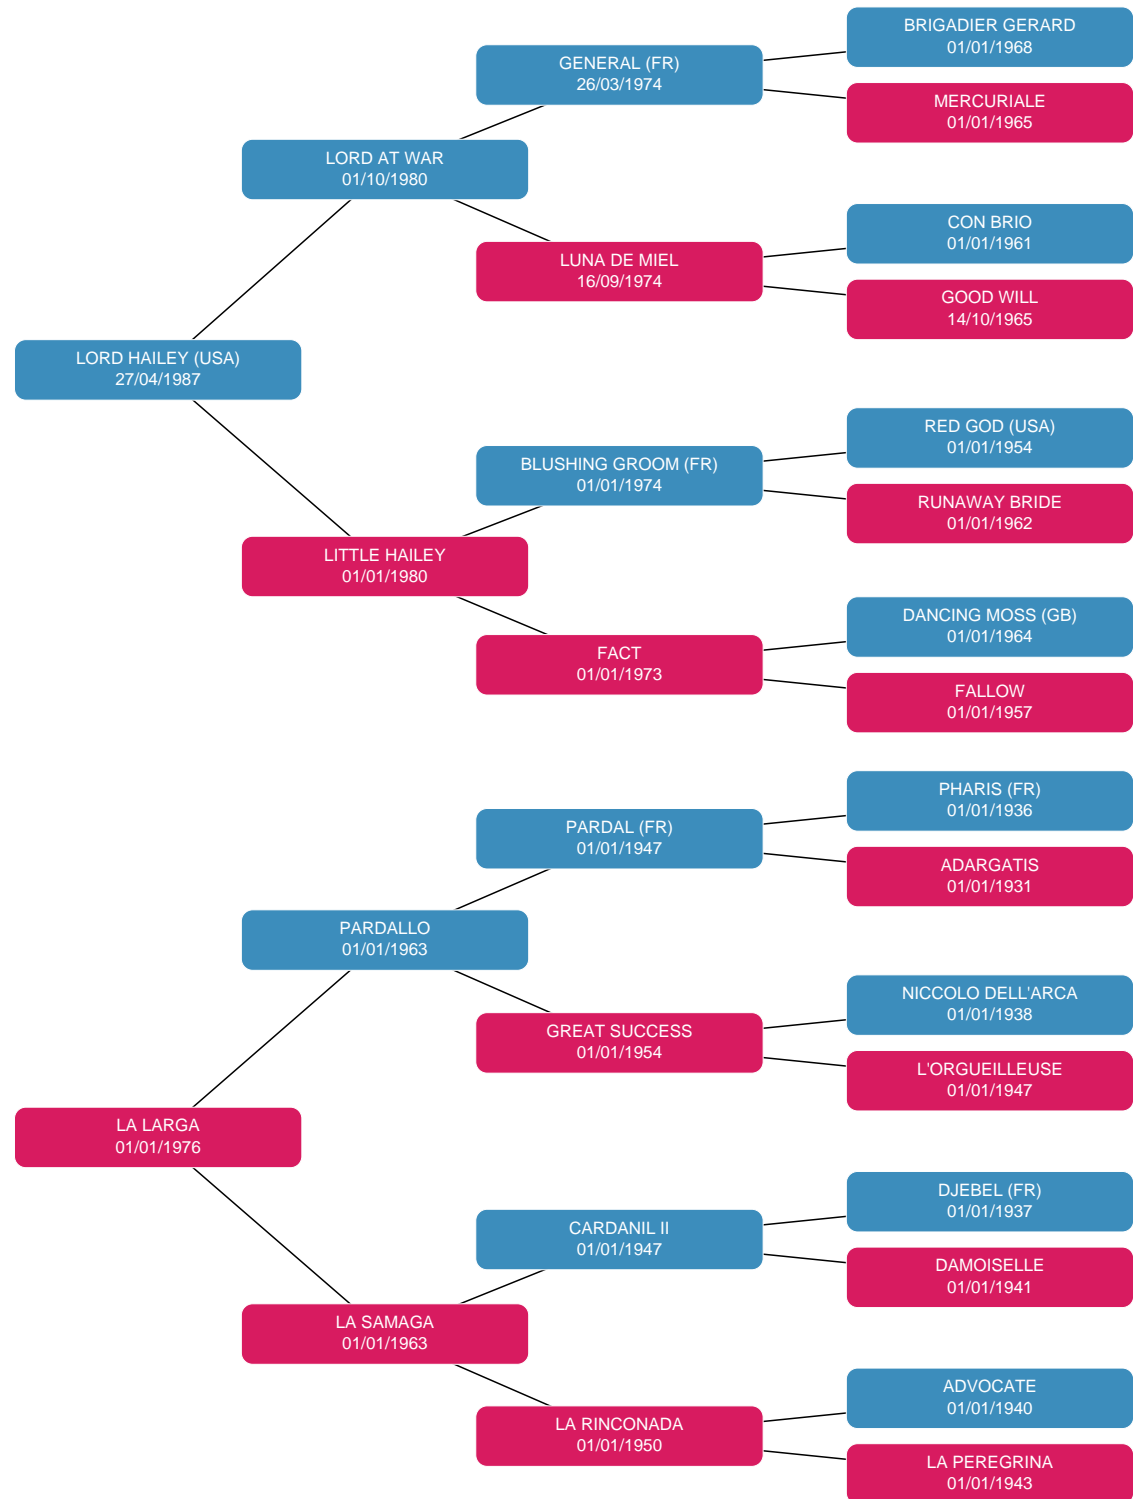 BRIGADIER GERARD
01/01/1968
GENERAL (FR)
26/03/1974
MERCURIALE
01/01/1965
LORD AT WAR
01/10/1980
CON BRIO
01/01/1961
LUNA DE MIEL
16/09/1974
GOOD WILL
14/10/1965
LORD HAILEY (USA)
27/04/1987
RED GOD (USA)
01/01/1954
BLUSHING GROOM (FR)
01/01/1974
RUNAWAY BRIDE
01/01/1962
LITTLE HAILEY
01/01/1980
DANCING MOSS (GB)
01/01/1964
FACT
01/01/1973
FALLOW
01/01/1957
PHARIS (FR)
01/01/1936
PARDAL (FR)
01/01/1947
ADARGATIS
01/01/1931
PARDALLO
01/01/1963
NICCOLO DELL'ARCA
01/01/1938
GREAT SUCCESS
01/01/1954
L'ORGUEILLEUSE
01/01/1947
LA LARGA
01/01/1976
DJEBEL (FR)
01/01/1937
CARDANIL II
01/01/1947
DAMOISELLE
01/01/1941
LA SAMAGA
01/01/1963
ADVOCATE
01/01/1940
LA RINCONADA
01/01/1950
LA PEREGRINA
01/01/1943